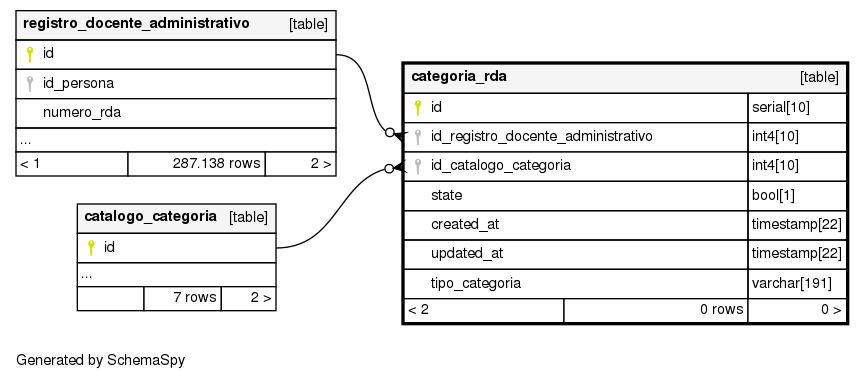 registro_docente_administrativo [table]
id
id_persona
numero_rda
...
< 1 287.138 rows 2 >
catalogo_categoria [table]
id
...
7 rows 2 >
categoria_rda [table]
id serial[10]
id_registro_docente_administrativo int4[10]
id_catalogo_categoria int4[10]
state bool[1]
created_at timestamp[22]
updated_at timestamp[22]
tipo_categoria varchar[191]
< 2 0 rows 0 >
Generated by SchemaSpy